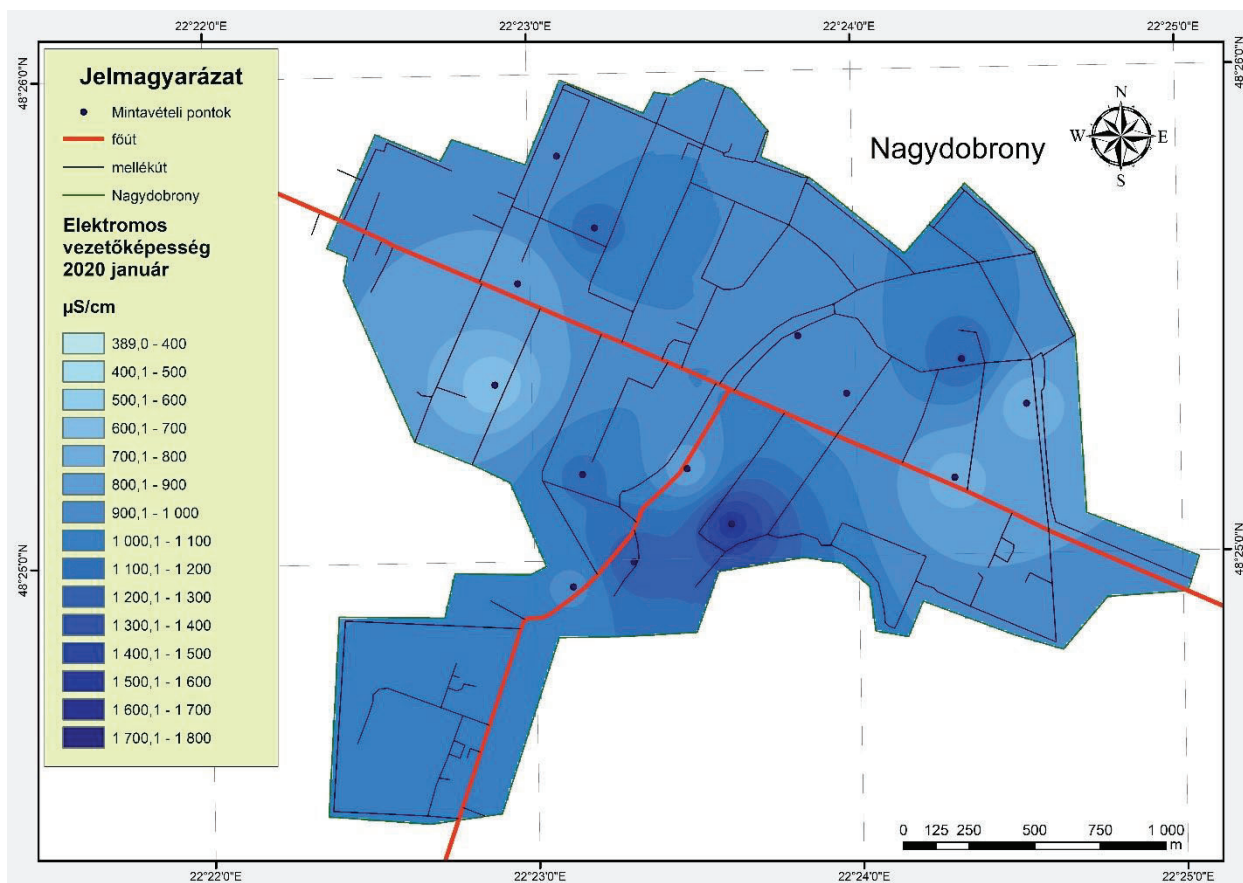 22°22'0"E 22°23'0"E 22°24'0"E 22°25'0"E
48°26'0"N
48°26'0"N
Jelmagyarázat
Mintavételi pontok
főút
mellékút
Nagydobrony
Elektromos
vezetőképesség
2020 január
µS/cm
389,0 - 400
400,1 - 500
500,1 - 600
600,1 - 700
700,1 - 800
800,1 - 900
900,1 - 1 000
1 000,1 - 1 100
1 100,1 - 1 200
1 200,1 - 1 300
1 300,1 - 1 400
1 400,1 - 1 500
1 500,1 - 1 600
1 600,1 - 1 700
1 700,1 - 1 800
Nagydobrony
N
W E
S
48°25'0"N
48°25'0"N
0 125 250 500 750 1 000
m
22°22'0"E 22°23'0"E 22°24'0"E 22°25'0"E